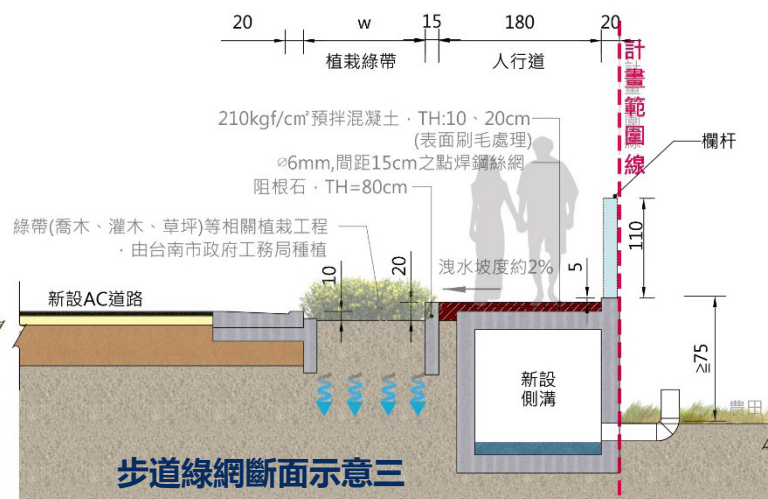 20
w
15
180
20
植栽綠帶
人行道
計畫範圍線
210kgf/cm²預拌混凝土﹒TH:10、20cm
(表面刷毛處理)
∅6mm,間距15cm之點焊鋼絲網
阻根石﹒TH=80cm
欄杆
綠帶(喬木、灌木、草坪)等相關植栽工程
﹒由台南市政府工務局種植
110
10
20
洩水坡度約2%
5
新設AC道路
≧75
新設
側溝
農田
步道綠網斷面示意三